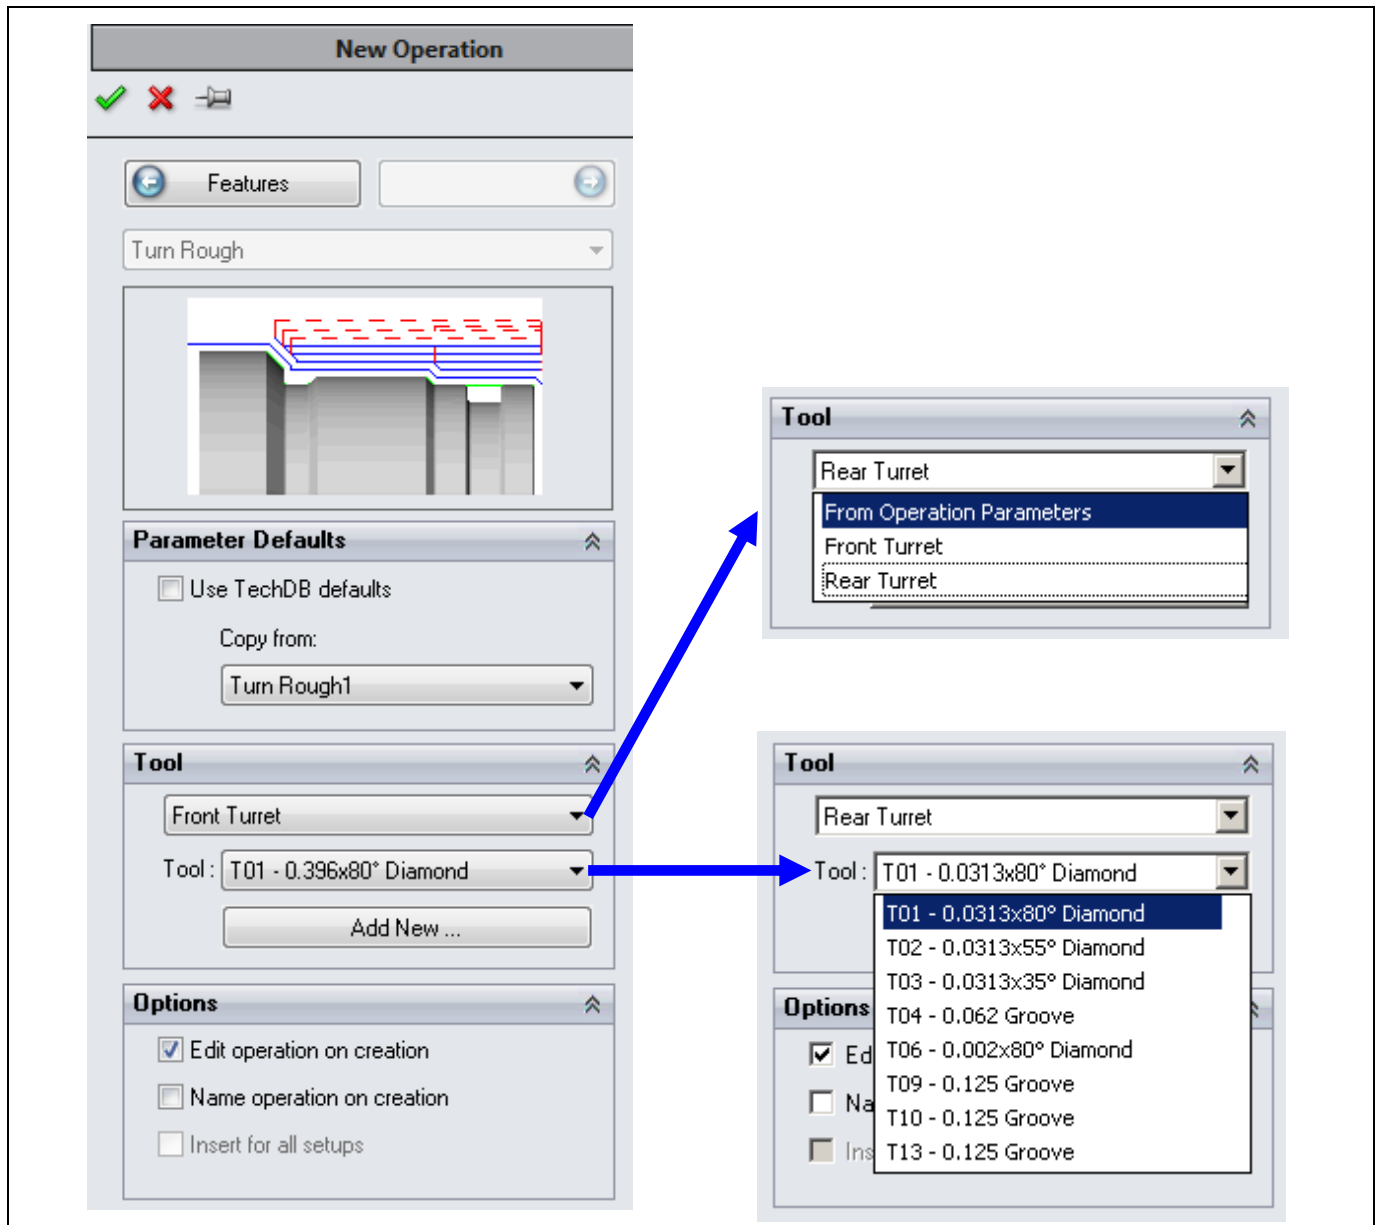 New Operation
Features
Turn Rough
Parameter Defaults
Use TechDB defaults
Copy from:
Turn Rough1
Tool
Front Turret
Tool : T01 - 0.396x80° Diamond
Add New ...
Options
Edit operation on creation
Name operation on creation
Insert for all setups
Tool
Rear Turret
From Operation Parameters
Front Turret
Rear Turret
Tool
Rear Turret
Tool : T01 - 0.0313x80° Diamond
T01 - 0.0313x80° Diamond
T02 - 0.0313x55° Diamond
T03 - 0.0313x35° Diamond
T04 - 0.062 Groove
T06 - 0.002x80° Diamond
T09 - 0.125 Groove
T10 - 0.125 Groove
T13 - 0.125 Groove
Options
Ed
Na
Ins